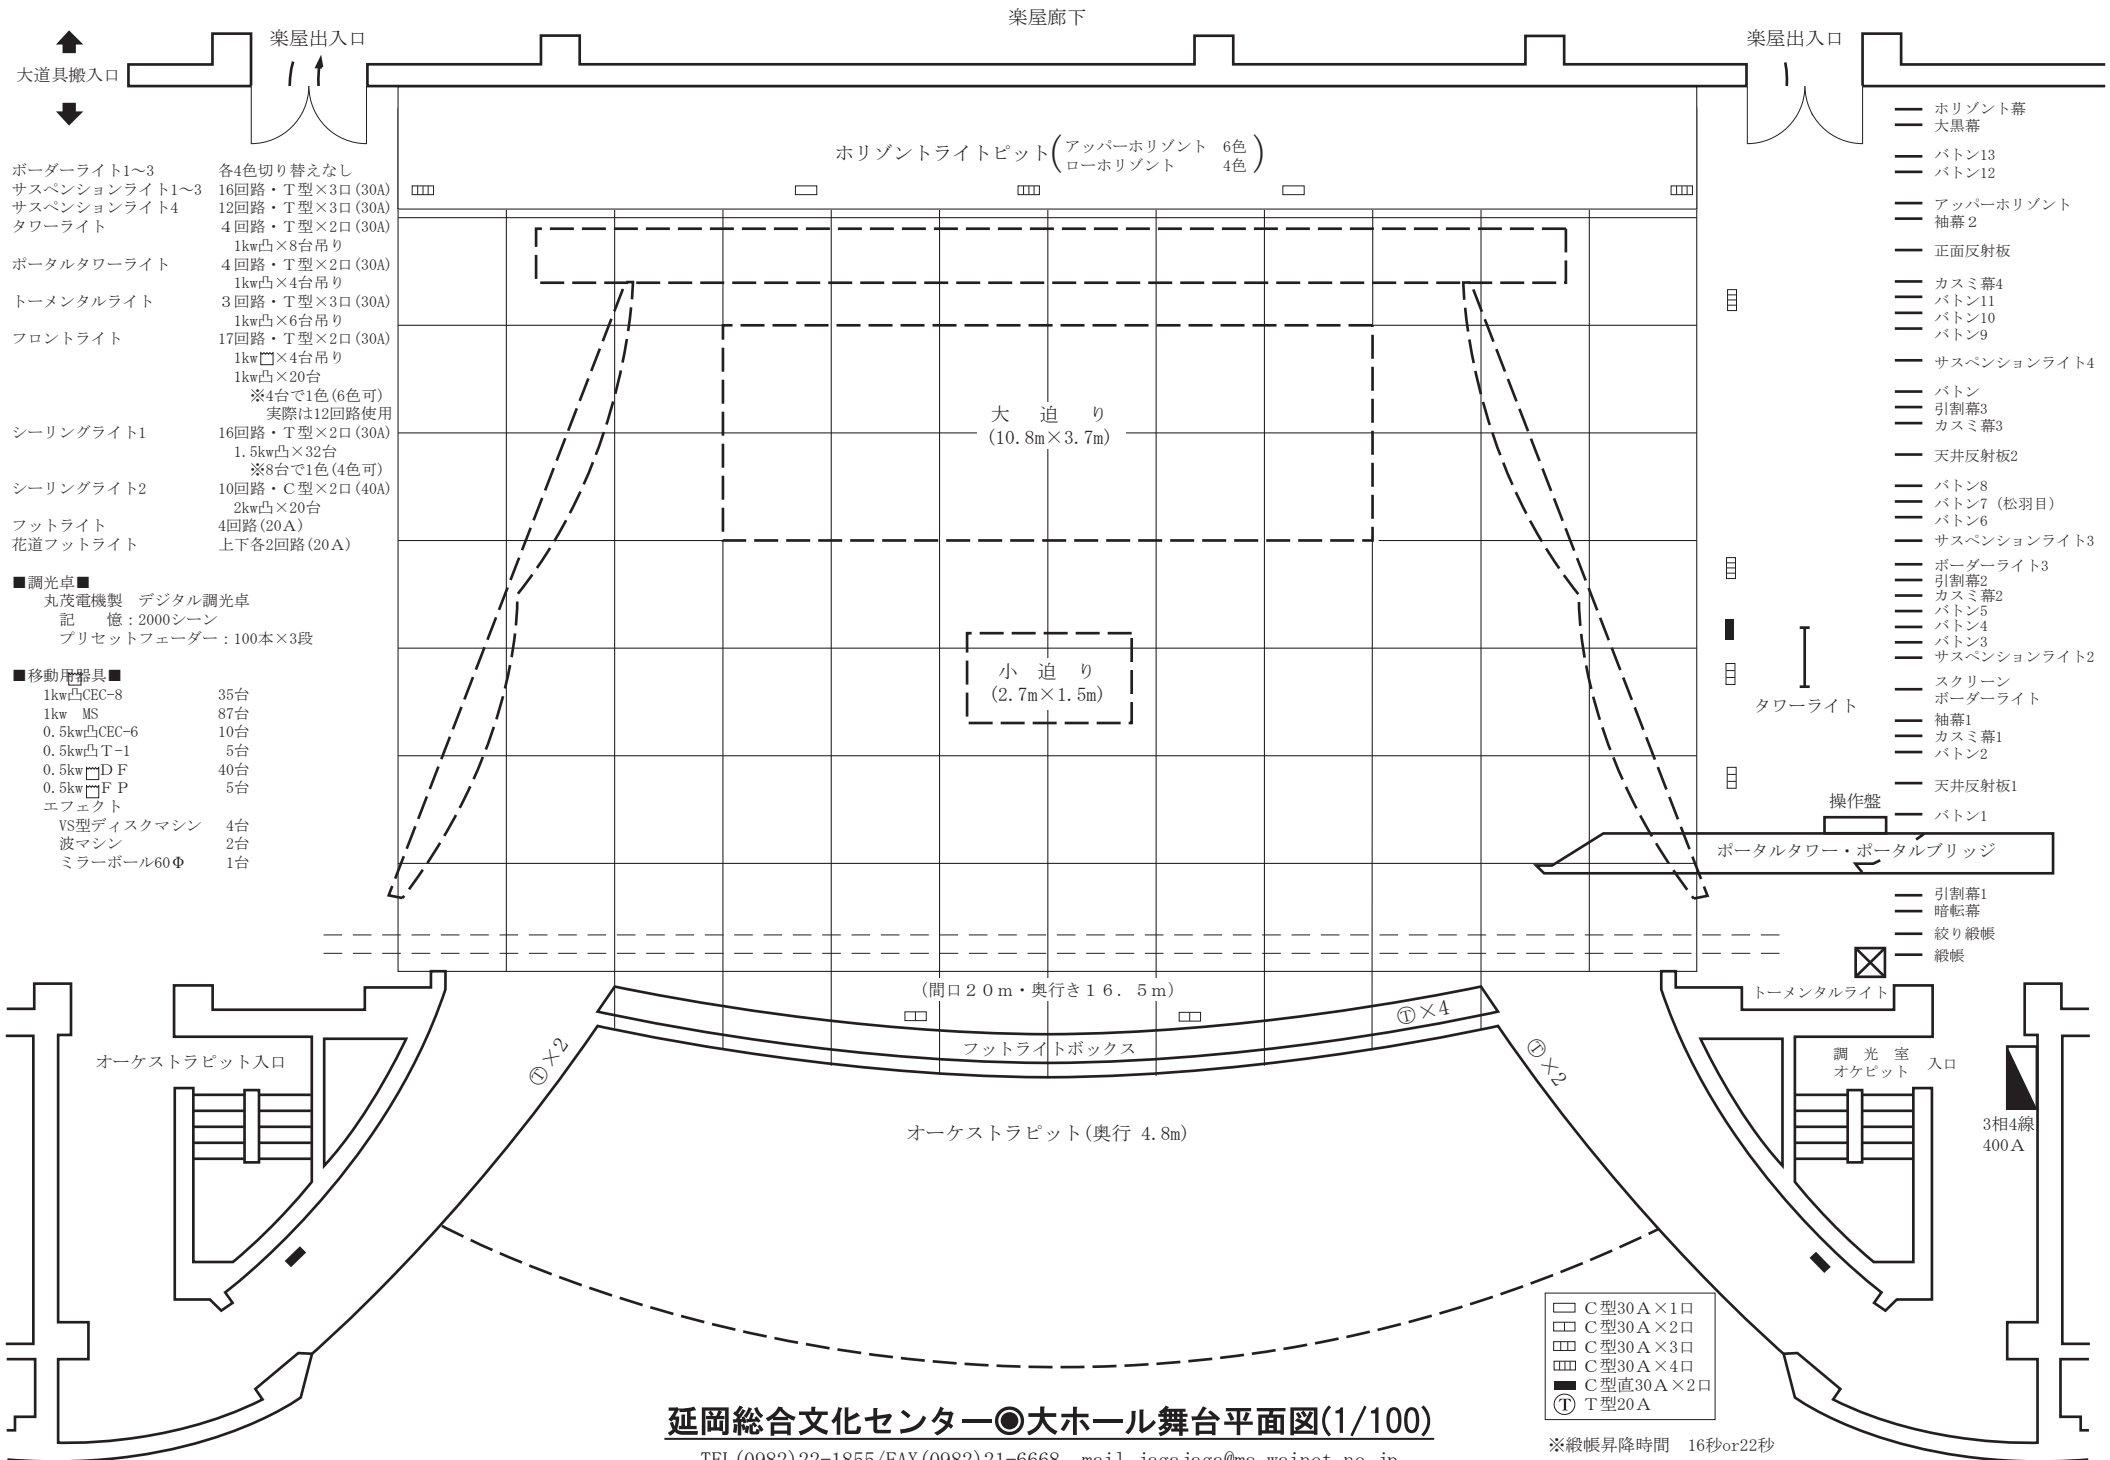 楽屋廊下
楽屋出入口
楽屋出入口
大道具搬入口
ホリゾントライトピット(アッパーホリゾント 6色
ローホリゾント 4色)
ボーダーライト1~3 各4色切り替えなし
サスペンションライト1~3 16回路・T型×3口(30A)
サスペンションライト4 12回路・T型×3口(30A)
タワーライト 4回路・T型×2口(30A)
1kw凸×8台吊り
ポータルタワーライト 4回路・T型×2口(30A)
1kw凸×4台吊り
トーメンタルライト 3回路・T型×3口(30A)
1kw凸×6台吊り
フロントライト 17回路・T型×2口(30A)
1kw×4台吊り
1kw凸×20台
※4台で1色(6色可)
実際は12回路使用
シーリングライト1 16回路・T型×2口(30A)
1.5kw凸×32台
※8台で1色(4色可)
シーリングライト2 10回路・C型×2口(40A)
2kw凸×20台
フットライト 4回路(20A)
花道フットライト 上下各2回路(20A)
■調光卓■
丸茂電機製 デジタル調光卓
記 憶:2000シーン
プリセットフェーダー:100本×3段
■移動用器具■
1kw凸CEC-8 35台
1kw MS 87台
0.5kw凸CEC-6 10台
0.5kw凸T-1 5台
0.5kwDF 40台
0.5kwFP 5台
エフェクト
VS型ディスクマシン 4台
波マシン 2台
ミラーボール60Φ 1台
大 迫 り
(10.8m×3.7m)
小 迫 り
(2.7m×1.5m)
ホリゾント幕
大黒幕
バトン13
バトン12
アッパーホリゾント
袖幕2
正面反射板
カスミ幕4
バトン11
バトン10
バトン9
サスペンションライト4
バトン
引割幕3
カスミ幕3
天井反射板2
バトン8
バトン7(松羽目)
バトン6
サスペンションライト3
ボーダーライト3
引割幕2
カスミ幕2
バトン5
バトン4
バトン3
サスペンションライト2
スクリーン
ボーダーライト
袖幕1
カスミ幕1
バトン2
天井反射板1
バトン1
タワーライト
操作盤
ポータルタワー・ポータルブリッジ
引割幕1
暗転幕
絞り緞帳
緞帳
トーメンタルライト
(間口20m・奥行き16.5m)
Ⓣ×4
フットライトボックス
Ⓣ×2
Ⓣ×2
オーケストラピット入口
調 光 室
オケピット 入口
3相4線
400A
オーケストラピット(奥行 4.8m)
C型30A×1口
C型30A×2口
C型30A×3口
C型30A×4口
C型直30A×2口
Ⓣ T型20A
※緞帳昇降時間 16秒or22秒
延岡総合文化センター◉大ホール舞台平面図(1/100)
TEL(0982)22-1855/FAX(0982)21-6668 mail jagajaga@ma.wainet.ne.jp